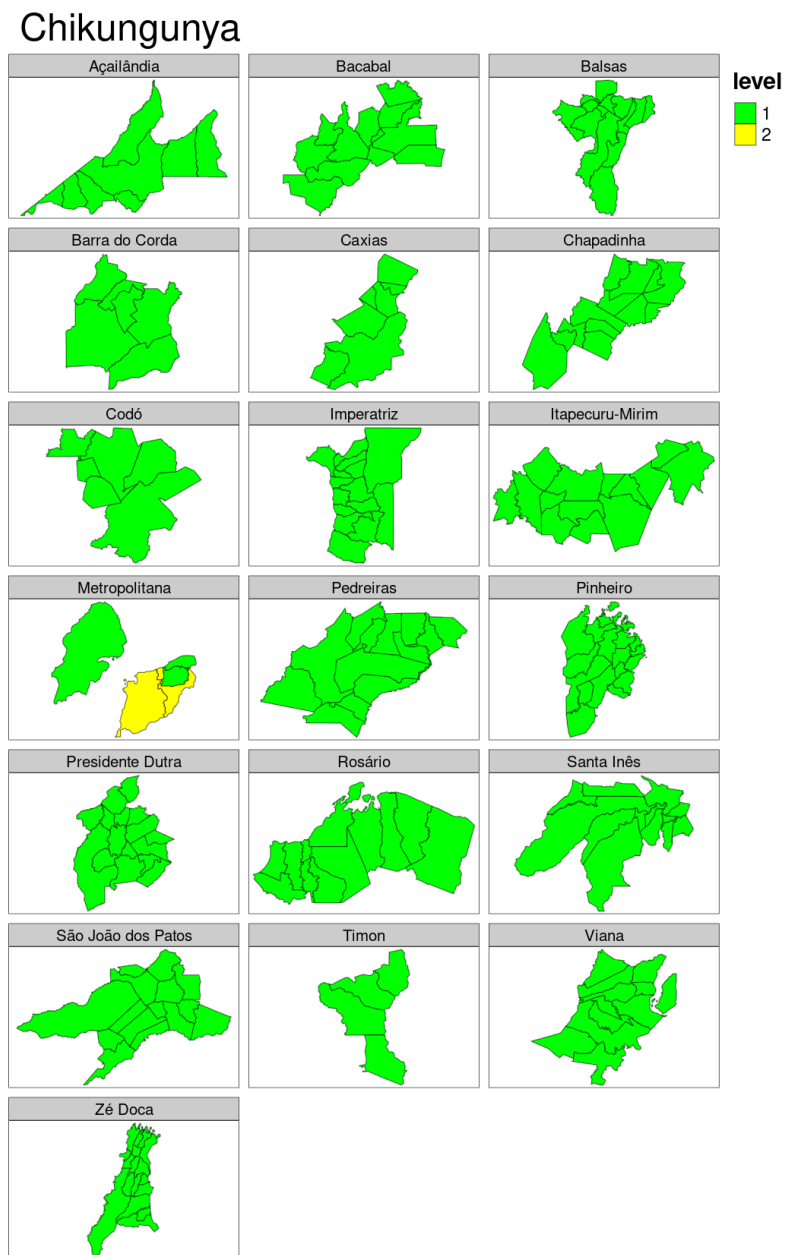 Chikungunya
Açailândia
Bacabal
Balsas
level
1
2
Barra do Corda
Caxias
Chapadinha
Codó
Imperatriz
Itapecuru-Mirim
Metropolitana
Pedreiras
Pinheiro
Presidente Dutra
Rosário
Santa Inês
São João dos Patos
Timon
Viana
Zé Doca